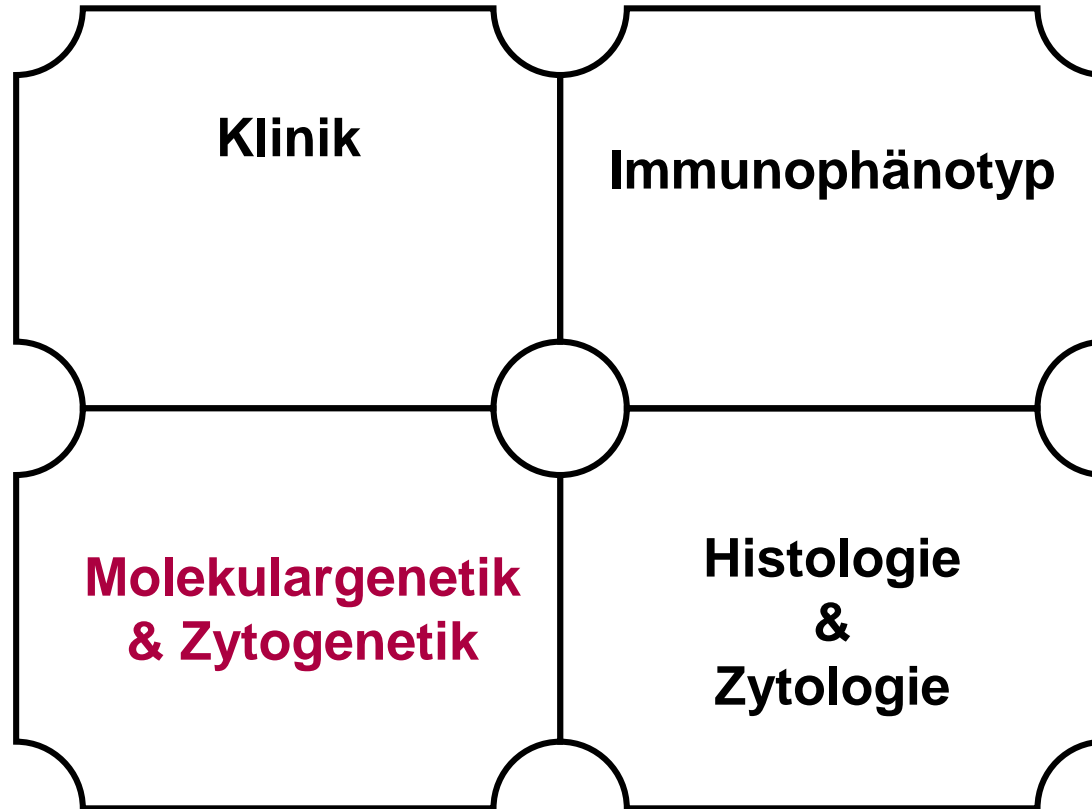 Klinik
Immunophänotyp
Molekulargenetik
& Zytogenetik
Histologie
&
Zytologie